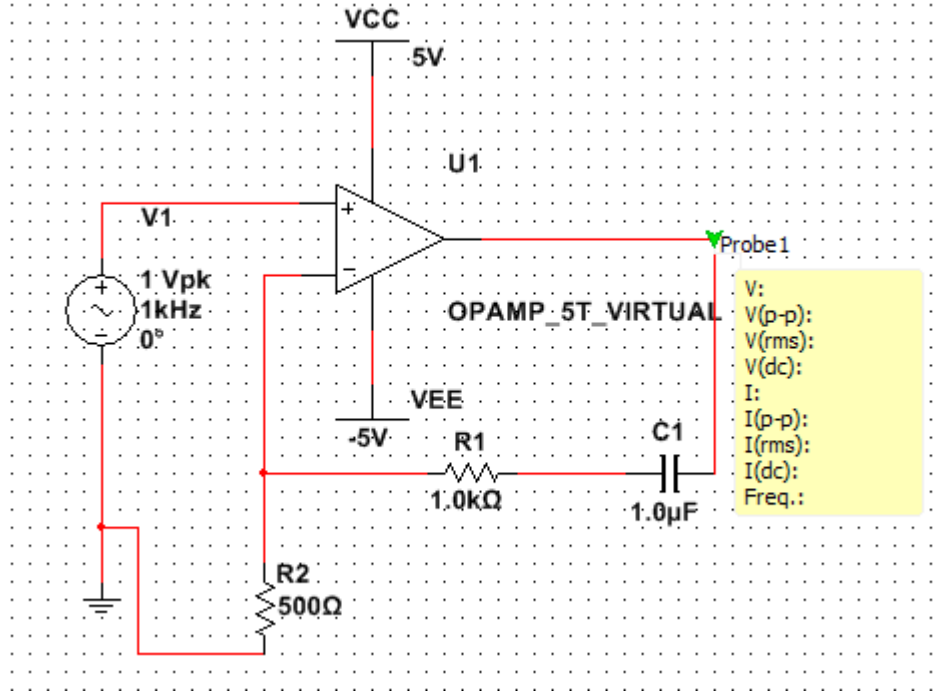 VCC
5V
U1
+
V1
Probe1
−
+
1 Vpk
1kHz
0°
−
OPAMP_5T_VIRTUAL
V:
V(p-p):
V(rms):
V(dc):
I:
I(p-p):
I(rms):
I(dc):
Freq.:
VEE
-5V
R1
1.0kΩ
C1
1.0µF
R2
500Ω